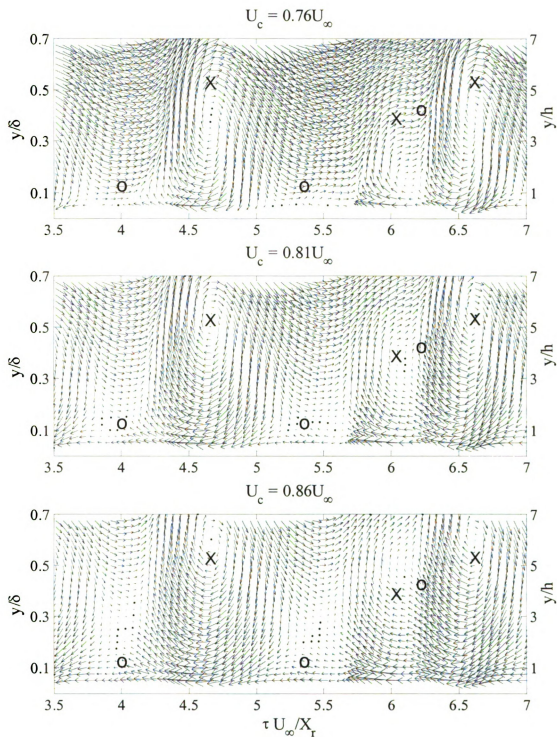 U_c = 0.76U_∞
0.7 7
0.5 5
0.3 3
0.1 1
y/δ y/h
X O X O X O
3.5 4 4.5 5 5.5 6 6.5 7
U_c = 0.81U_∞
0.7 7
0.5 5
0.3 3
0.1 1
y/δ y/h
X O X O X O
3.5 4 4.5 5 5.5 6 6.5 7
U_c = 0.86U_∞
0.7 7
0.5 5
0.3 3
0.1 1
y/δ y/h
X O X O X O
3.5 4 4.5 5 5.5 6 6.5 7
τ U_∞/X_r